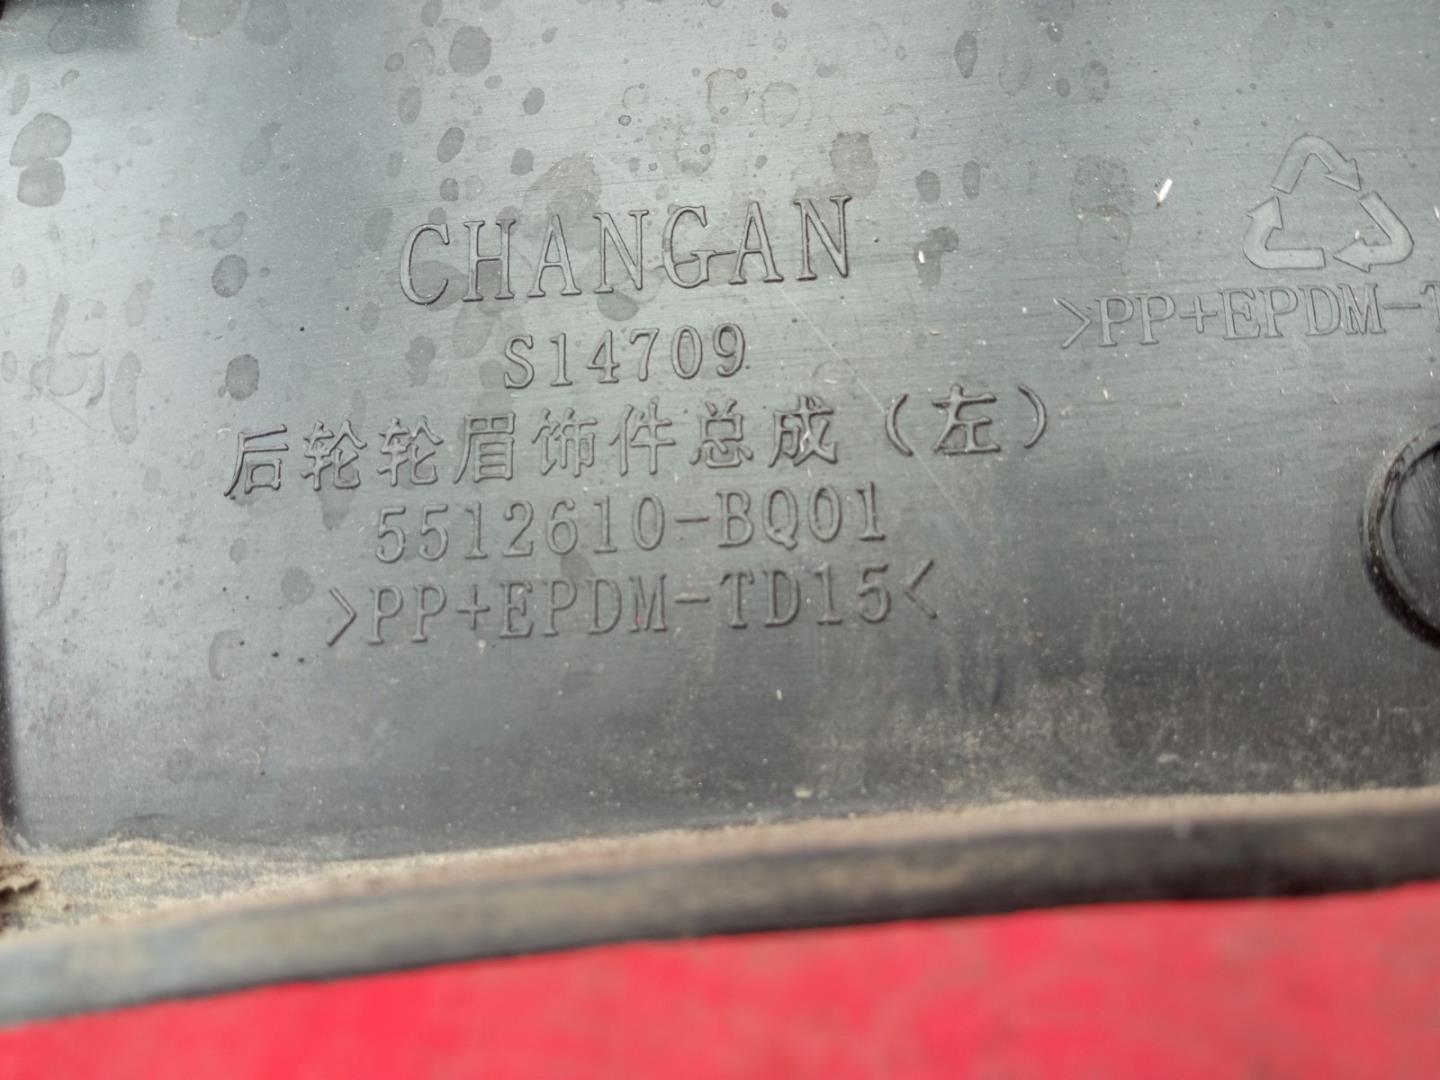 CHANGAN
S14709
后轮轮眉饰件总成（左）
5512610-BQ01
>PP+EPDM-TD15<
>PP+EPDM-T